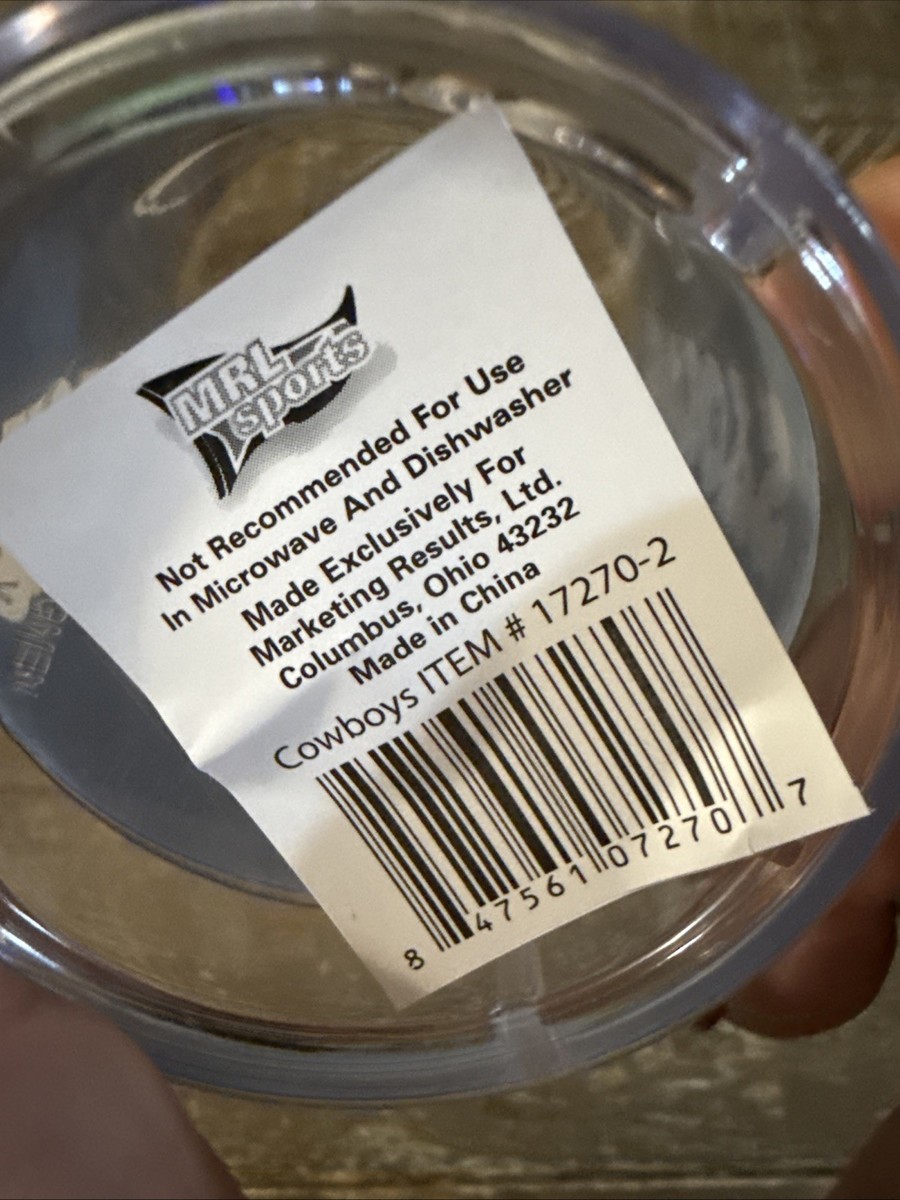 MRL
sports
Not Recommended For Use
In Microwave And Dishwasher
Made Exclusively For
Marketing Results, Ltd.
Columbus, Ohio 43232
Made in China
Cowboys ITEM # 17270-2
8 47561 07270 7